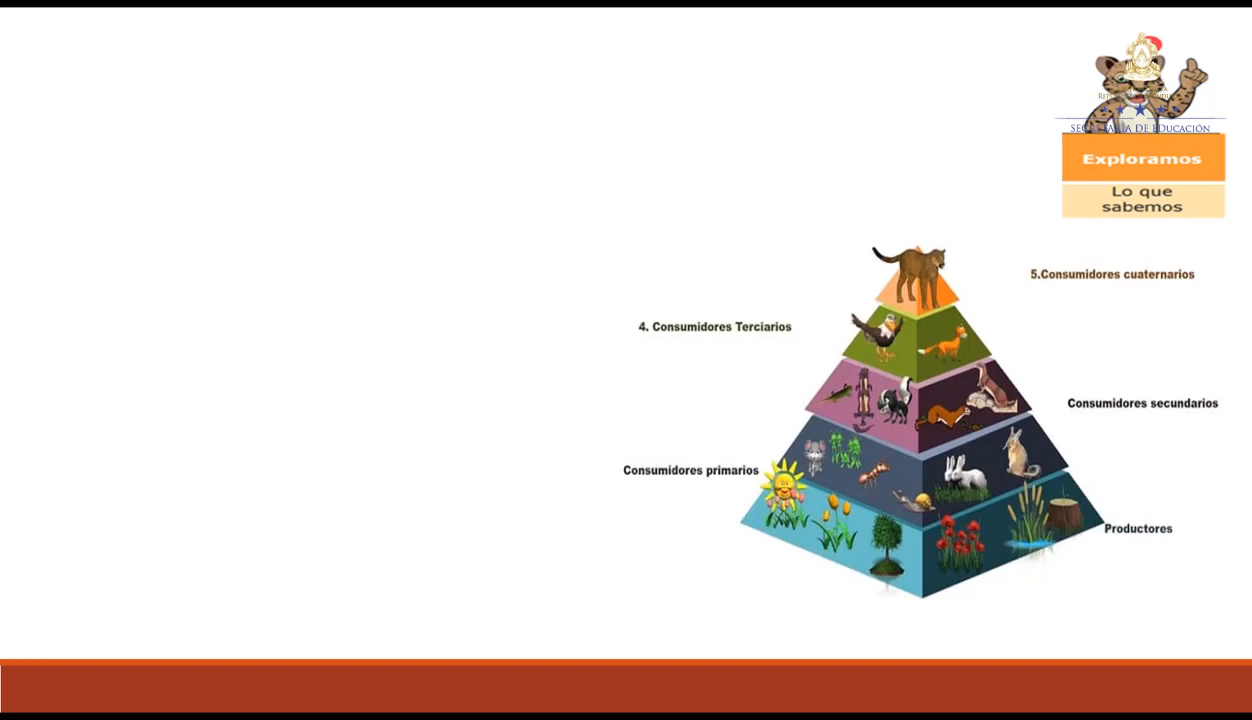 SECRETARÍA DE EDUCACIÓN
Exploramos
Lo que
sabemos
5.Consumidores cuaternarios
4. Consumidores Terciarios
Consumidores secundarios
Consumidores primarios
Productores